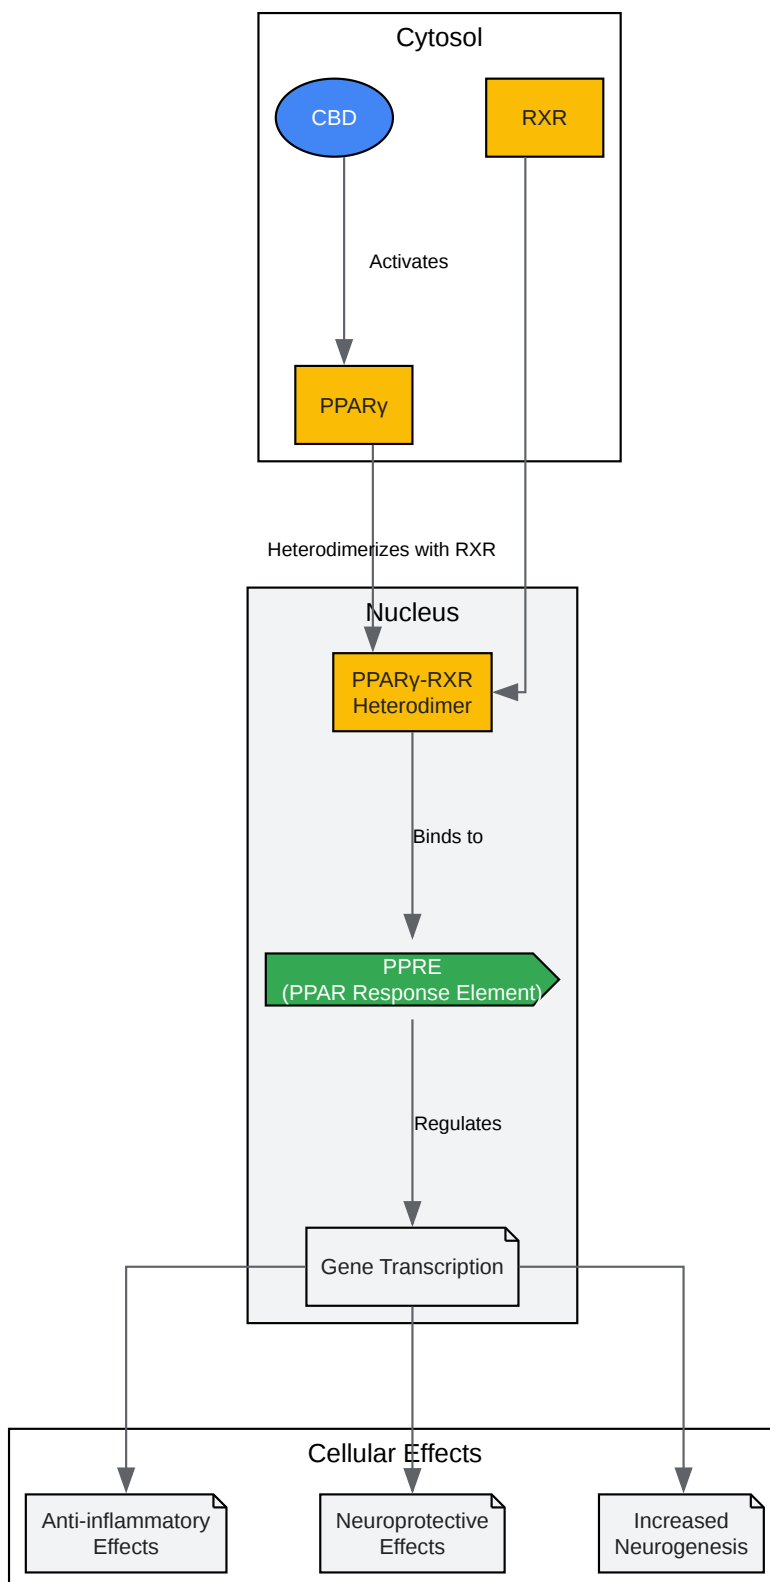 Cytosol
CBD
RXR
Activates
PPARγ
Heterodimerizes with RXR
Nucleus
PPARγ-RXR
Heterodimer
Binds to
PPRE
(PPAR Response Element)
Regulates
Gene Transcription
Cellular Effects
Anti-inflammatory
Effects
Neuroprotective
Effects
Increased
Neurogenesis